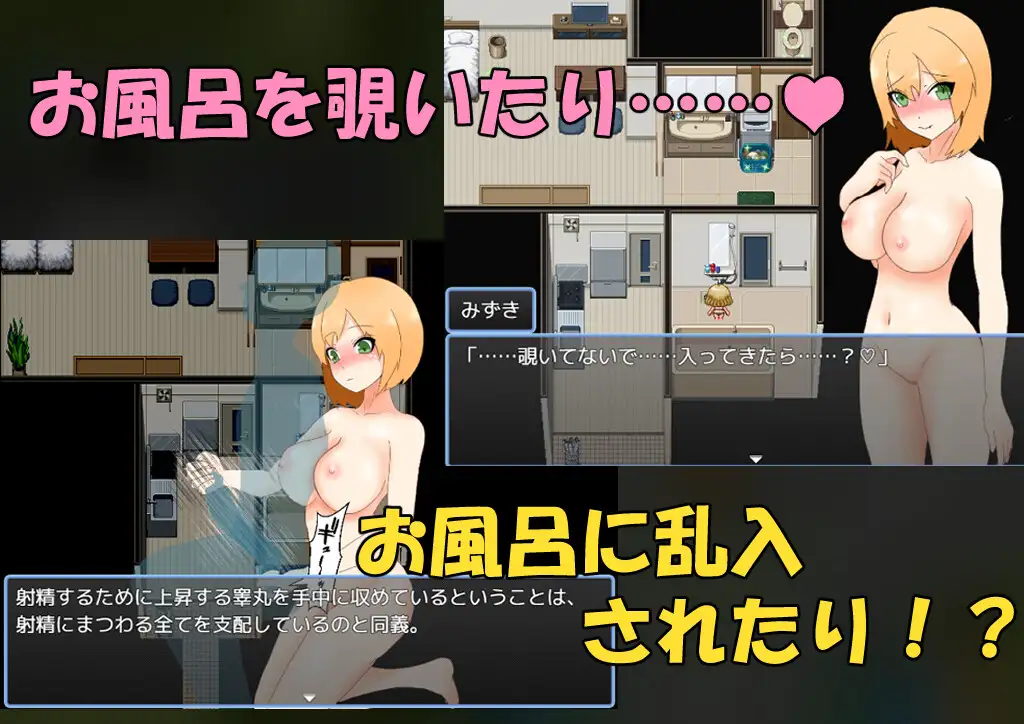 お風呂を覗いたり……♥
みずき
「……覗いてないで……入ってきたら……？♡」
ギュ〜
お風呂に乱入
されたり！？
射精するために上昇する睾丸を手中に収めているということは、
射精にまつわる全てを支配しているのと同義。